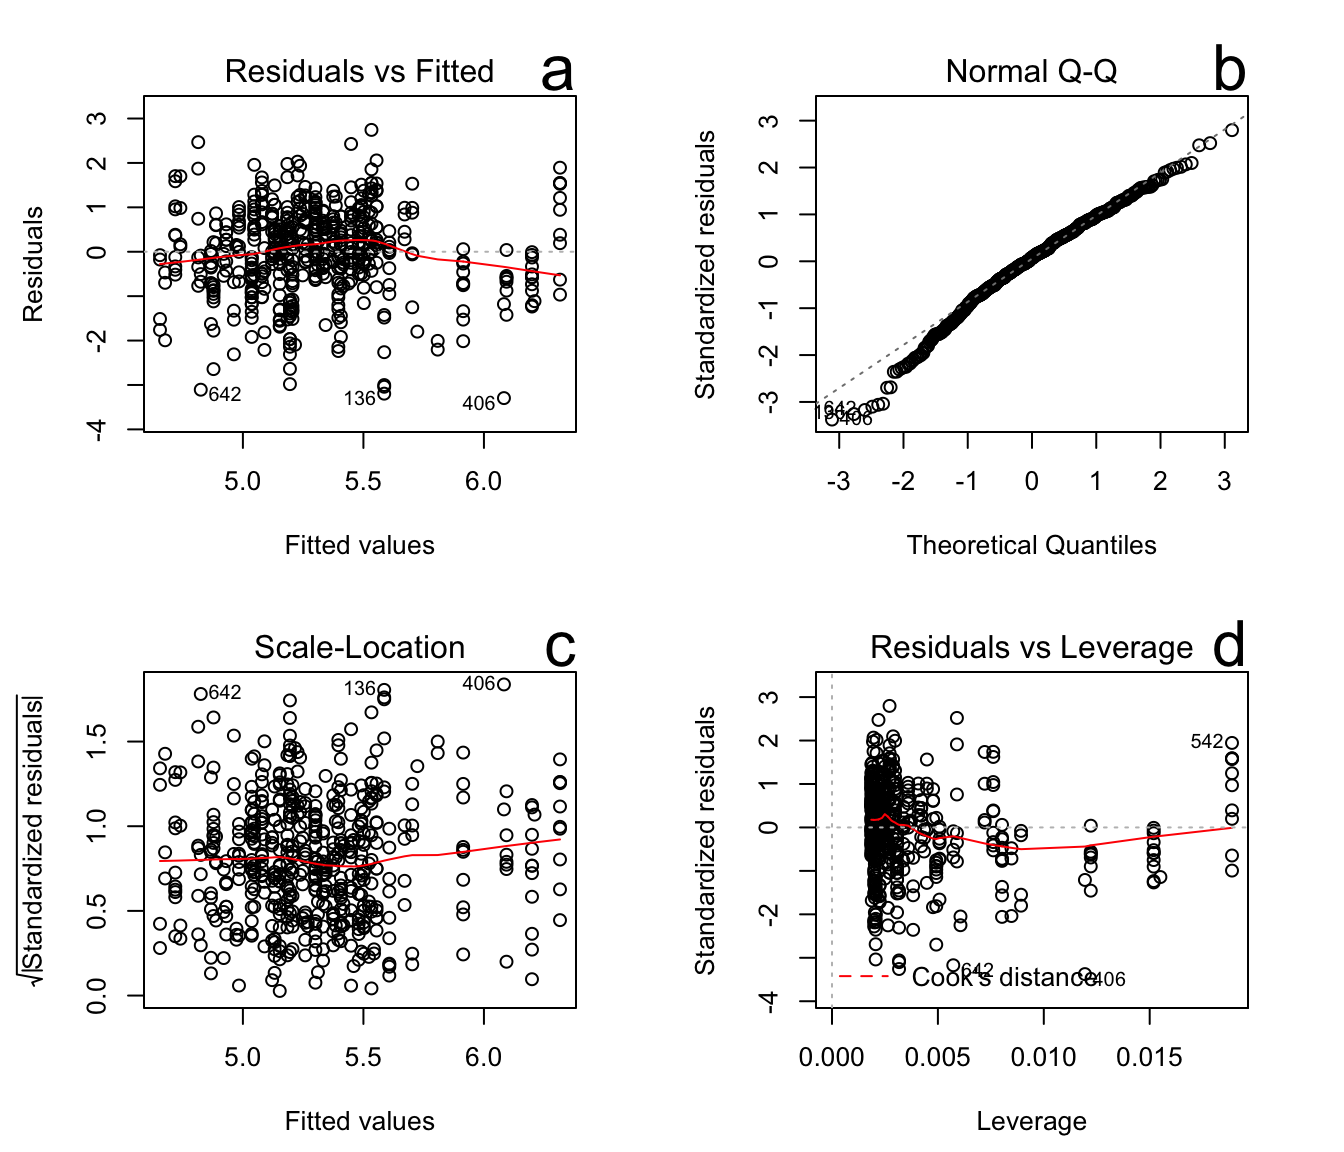 Residuals vs Fitted
a
Residuals
3
2
1
0
-2
-4
642
136
406
5.0 5.5 6.0
Fitted values
Normal Q-Q
b
Standardized residuals
3
2
1
0
-1
-2
-3
642
136
406
-3 -2 -1 0 1 2 3
Theoretical Quantiles
Scale-Location
c
√|Standardized residuals|
1.5
1.0
0.5
0.0
642
136
406
5.0 5.5 6.0
Fitted values
Residuals vs Leverage
d
Standardized residuals
3
2
1
0
-2
-4
542
642
406
Cook's distance
0.000 0.005 0.010 0.015
Leverage